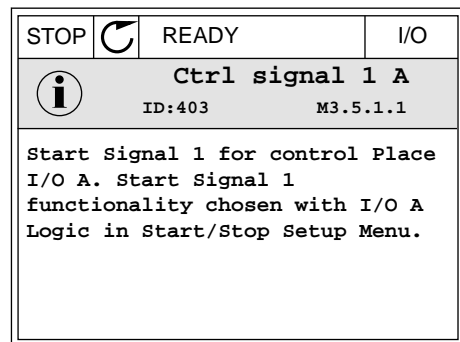 STOP READY I/O
Ctrl signal 1 A
ID:403 M3.5.1.1
Start Signal 1 for control Place
I/O A. Start Signal 1
functionality chosen with I/O A
Logic in Start/Stop Setup Menu.